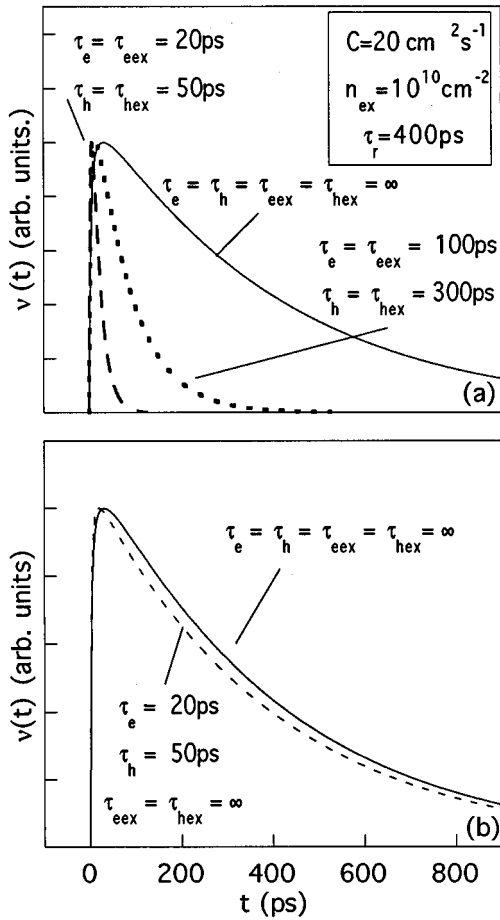 τe = τeex = 20ps
τh = τhex = 50ps
C=20 cm 2s-1
nex=10^10cm-2
τr=400ps
τe = τh = τeex = τhex = ∞
τe = τeex = 100ps
τh = τhex = 300ps
ν(t) (arb. units.)
(a)
τe = τh = τeex = τhex = ∞
τe = 20ps
τh = 50ps
τeex = τhex = ∞
ν(t) (arb. units)
(b)
0 200 400 600 800
t (ps)